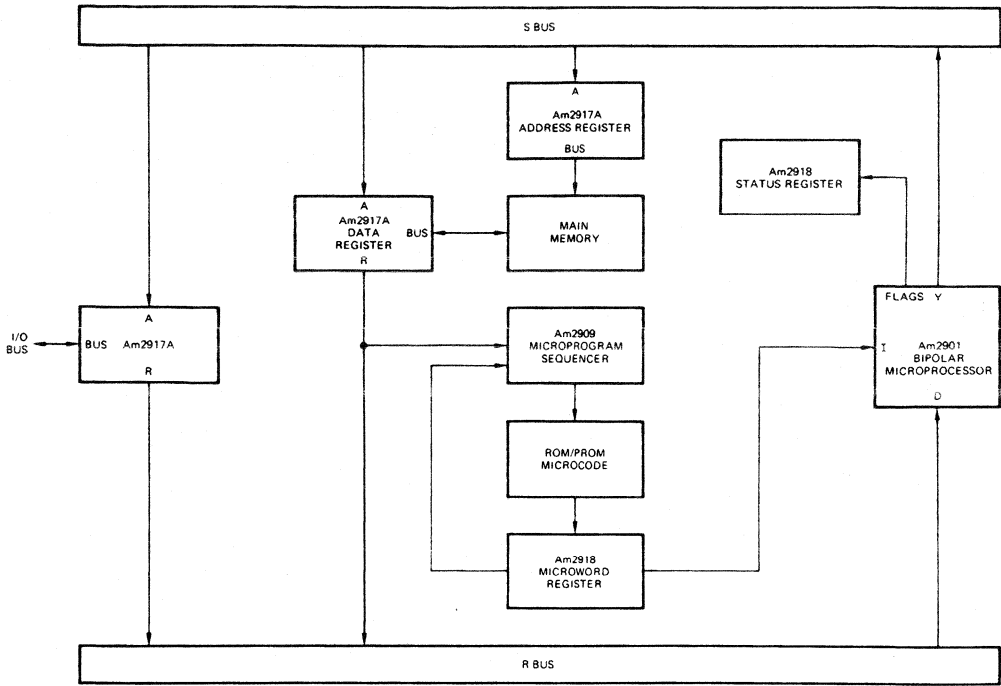 S BUS
A
Am2917A
ADDRESS REGISTER
BUS
Am2918
STATUS REGISTER
A
Am2917A
DATA
REGISTER
BUS
R
MAIN
MEMORY
I/O
BUS
A
BUS
Am2917A
R
Am2909
MICROPROGRAM
SEQUENCER
FLAGS Y
I
Am2901
BIPOLAR
MICROPROCESSOR
D
ROM/PROM
MICROCODE
Am2918
MICROWORD
REGISTER
R BUS